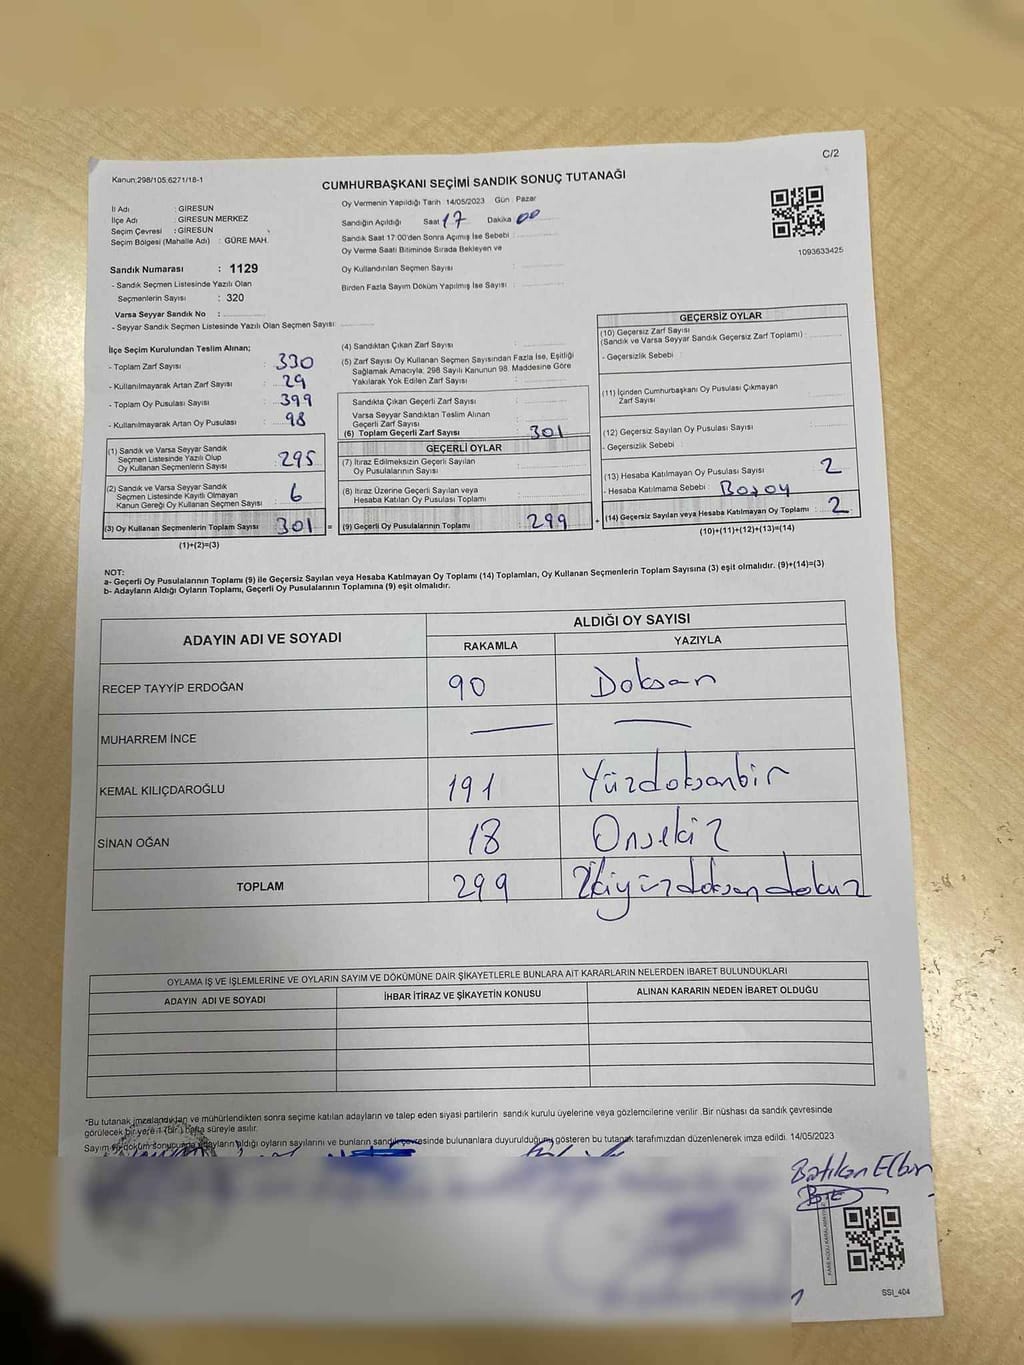 C/2
Kanun:298/105;6271/18-1
CUMHURBAŞKANI SEÇİMİ SANDIK SONUÇ TUTANAĞI
İl Adı : GİRESUN
İlçe Adı : GİRESUN MERKEZ
Seçim Çevresi : GİRESUN
Seçim Bölgesi (Mahalle Adı) : GÜRE MAH.
Sandık Numarası : 1129
- Sandık Seçmen Listesinde Yazılı Olan
Seçmenlerin Sayısı : 320
Varsa Seyyar Sandık No :
- Seyyar Sandık Seçmen Listesinde Yazılı Olan Seçmen Sayısı:
Oy Vermenin Yapıldığı Tarih :14/05/2023 Gün : Pazar
Sandığın Açıldığı Saat 17 Dakika 00
Sandık Saat 17:00'den Sonra Açımış İse Sebebi :
Oy Verme Saati Bitiminde Sırada Bekleyen ve
Oy Kullandırılan Seçmen Sayısı :
Birden Fazla Sayım Döküm Yapılmış İse Sayısı :
1093633425
İlçe Seçim Kurulundan Teslim Alınan;
- Toplam Zarf Sayısı : 330
- Kullanılmayarak Artan Zarf Sayısı : 29
- Toplam Oy Pusulası Sayısı : 399
- Kullanılmayarak Artan Oy Pusulası : 98
(1) Sandık ve Varsa Seyyar Sandık
Seçmen Listesinde Yazılı Olup
Oy Kullanan Seçmenlerin Sayısı : 295
(2) Sandık ve Varsa Seyyar Sandık
Seçmen Listesinde Kayıtlı Olmayan
Kanun Gereği Oy Kullanan Seçmen Sayısı : 6
(3) Oy Kullanan Seçmenlerin Toplam Sayısı : 301 =
(1)+(2)=(3)
(4) Sandıktan Çıkan Zarf Sayısı :
(5) Zarf Sayısı Oy Kullanan Seçmen Sayısından Fazla İse, Eşitliği
Sağlamak Amacıyla; 298 Sayılı Kanunun 98. Maddesine Göre
Yakılarak Yok Edilen Zarf Sayısı :
Sandıkta Çıkan Geçerli Zarf Sayısı :
Varsa Seyyar Sandıktan Teslim Alınan
Geçerli Zarf Sayısı :
(6) Toplam Geçerli Zarf Sayısı : 301
GEÇERLİ OYLAR
(7) İtiraz Edilmeksizin Geçerli Sayılan
Oy Pusulalarının Sayısı :
(8) İtiraz Üzerine Geçerli Sayılan veya
Hesaba Katılan Oy Pusulası Toplamı :
(9) Geçerli Oy Pusulalarının Toplamı : 299 +
GEÇERSİZ OYLAR
(10) Geçersiz Zarf Sayısı
(Sandık ve Varsa Seyyar Sandık Geçersiz Zarf Toplamı) :
- Geçersizlik Sebebi :
(11) İçinden Cumhurbaşkanı Oy Pusulası Çıkmayan
Zarf Sayısı :
(12) Geçersiz Sayılan Oy Pusulası Sayısı :
- Geçersizlik Sebebi :
(13) Hesaba Katılmayan Oy Pusulası Sayısı : 2
- Hesaba Katılmama Sebebi :
(14) Geçersiz Sayılan veya Hesaba Katılmayan Oy Toplamı : 2
(10)+(11)+(12)+(13)=(14)
NOT:
a- Geçerli Oy Pusulalarının Toplamı (9) ile Geçersiz Sayılan veya Hesaba Katılmayan Oy Toplamı (14) Toplamları, Oy Kullanan Seçmenlerin Toplam Sayısına (3) eşit olmalıdır. (9)+(14)=(3)
b- Adayların Aldığı Oyların Toplamı, Geçerli Oy Pusulalarının Toplamına (9) eşit olmalıdır.
ADAYIN ADI VE SOYADI
ALDIĞI OY SAYISI
RAKAMLA YAZIYLA
RECEP TAYYİP ERDOĞAN 90 Doksan
MUHARREM İNCE
KEMAL KILIÇDAROĞLU 191 Yüzdoksanbir
SİNAN OĞAN 18 Onsekiz
TOPLAM 299 İkiyüzdoksandokuz
OYLAMA İŞ VE İŞLEMLERİNE VE OYLARIN SAYIM VE DÖKÜMÜNE DAİR ŞİKAYETLERLE BUNLARA AİT KARARLARIN NELERDEN İBARET BULUNDUKLARI
ADAYIN ADI VE SOYADI İHBAR İTİRAZ VE ŞİKAYETİN KONUSU ALINAN KARARIN NEDEN İBARET OLDUĞU
*Bu tutanak imzalandıktan ve mühürlendikten sonra seçime katılan adayların ve talep eden siyasi partilerin sandık kurulu üyelerine veya gözlemcilerine verilir. Bir nüshası da sandık çevresinde
görülecek bir yere 1 (bir) hafta süreyle asılır.
Sayım ve döküm sonucunda adayların aldığı oyların sayılarını ve bunların sandık çevresinde bulunanlara duyurulduğunu gösteren bu tutanak tarafımızdan düzenlenerek imza edildi. 14/05/2023
SSI_404